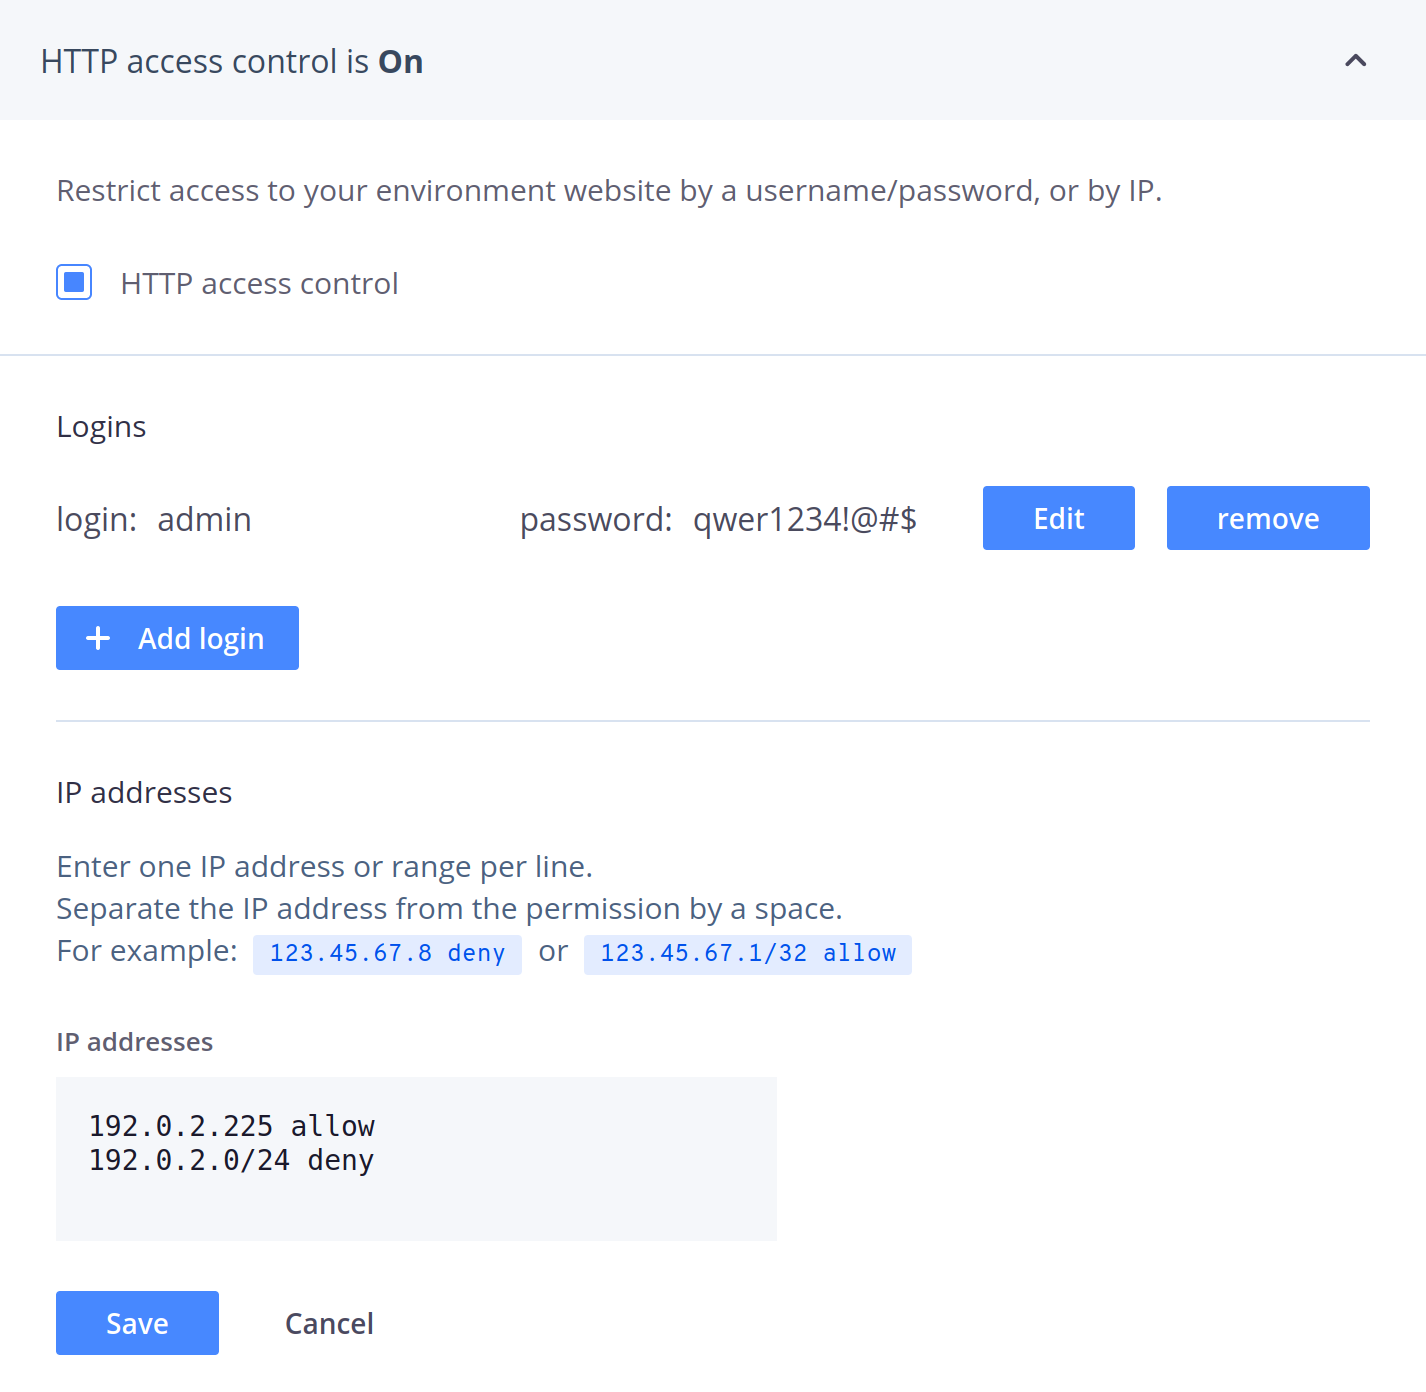 HTTP access control is On
Restrict access to your environment website by a username/password, or by IP.
HTTP access control
Logins
login: admin password: qwer1234!@#$ Edit remove
Add login
IP addresses
Enter one IP address or range per line.
Separate the IP address from the permission by a space.
For example: 123.45.67.8 deny or 123.45.67.1/32 allow
IP addresses
192.0.2.225 allow
192.0.2.0/24 deny
Save Cancel